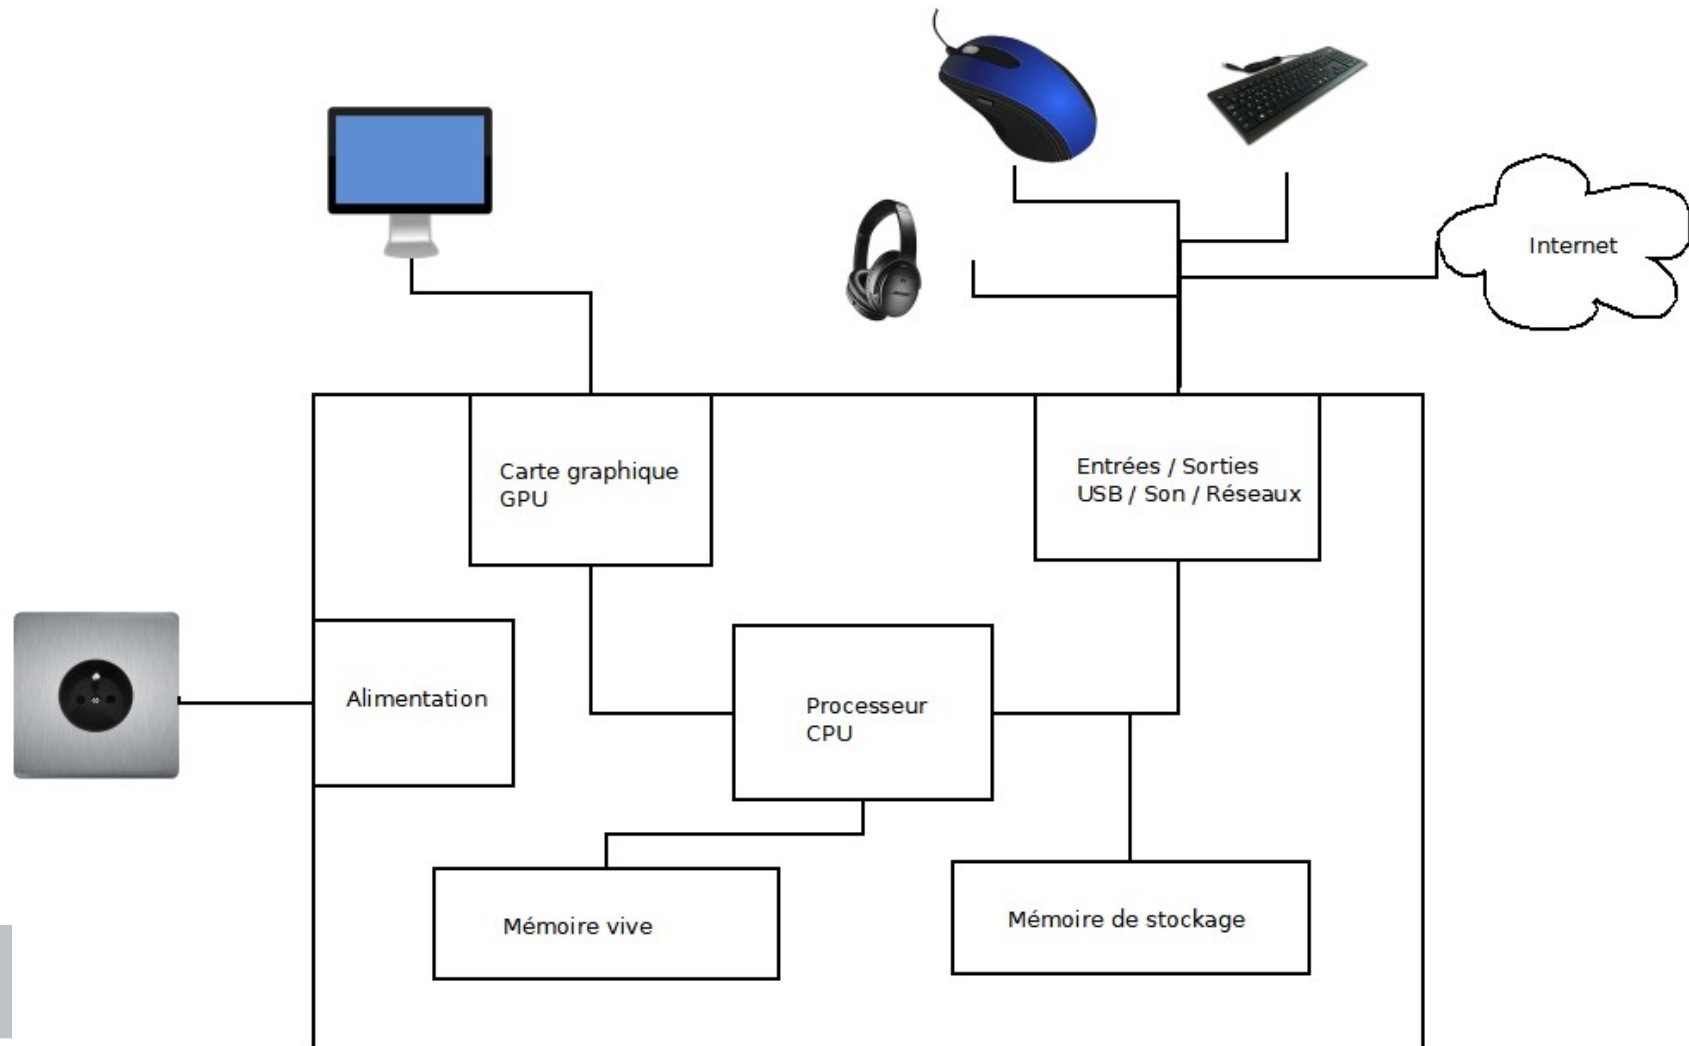 Internet
Carte graphique
GPU
Entrées / Sorties
USB / Son / Réseaux
Alimentation
Processeur
CPU
Mémoire vive
Mémoire de stockage